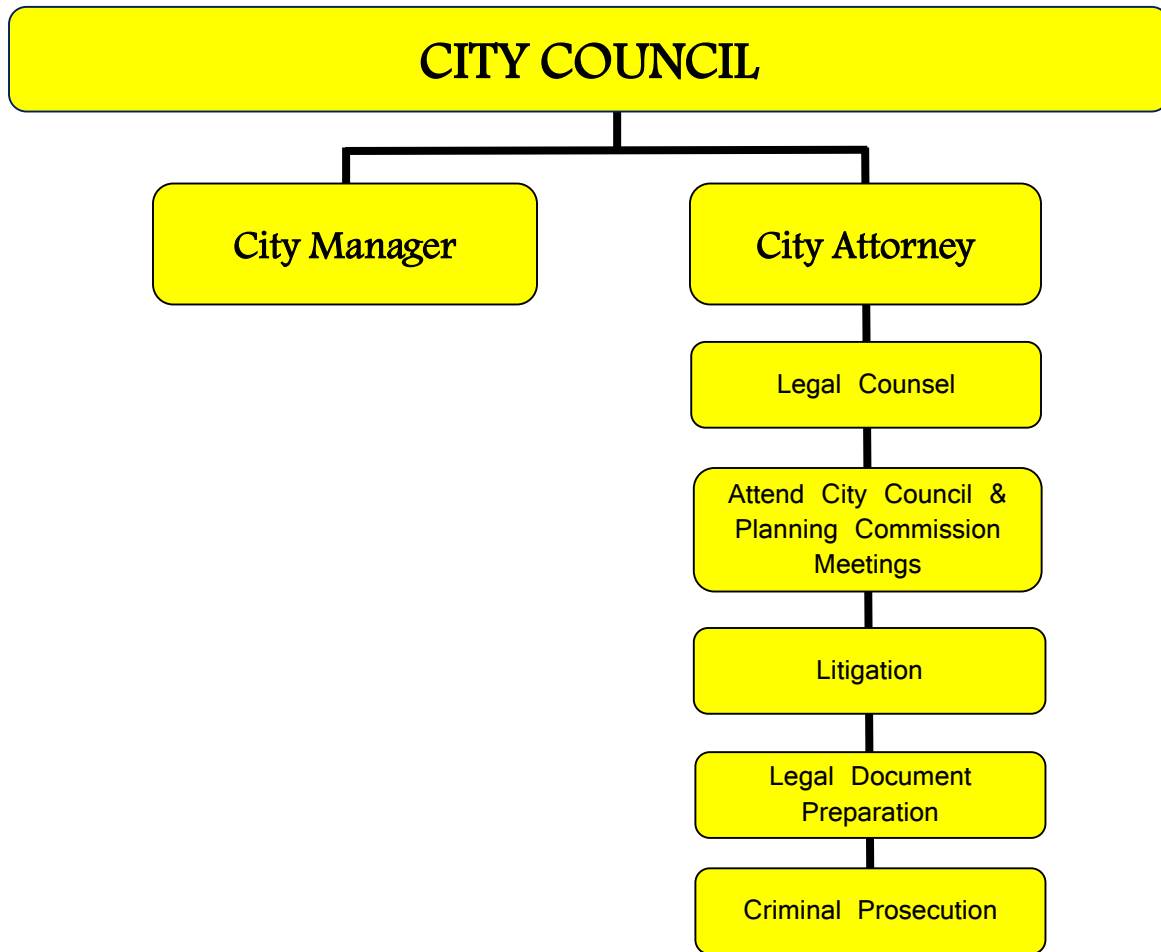 CITY COUNCIL
City Manager
City Attorney
Legal Counsel
Attend City Council &
Planning Commission
Meetings
Litigation
Legal Document
Preparation
Criminal Prosecution